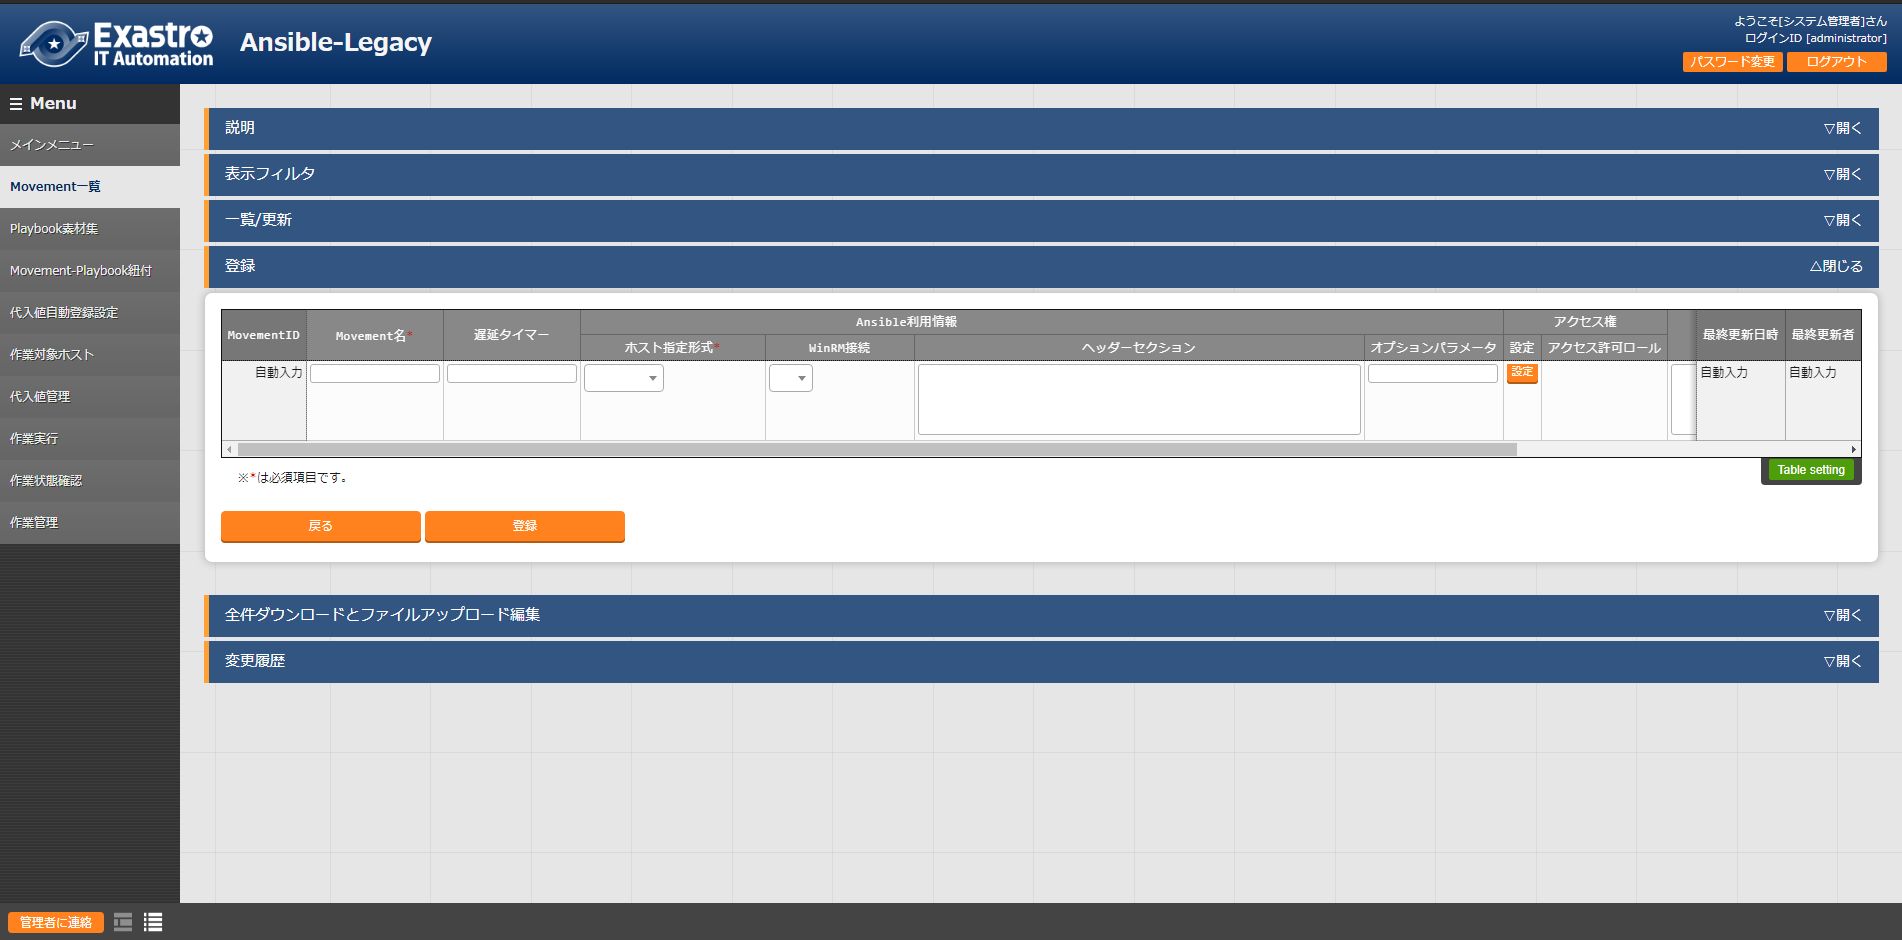 Exastro
IT Automation
Ansible-Legacy
ようこそ[システム管理者]さん
ログインID [administrator]
パスワード変更
ログアウト
Menu
メインメニュー
Movement一覧
Playbook素材集
Movement-Playbook紐付
代入値自動登録設定
作業対象ホスト
代入値管理
作業実行
作業状態確認
作業管理
説明
▽開く
表示フィルタ
▽開く
一覧/更新
▽開く
登録
△閉じる
MovementID
Movement名*
遅延タイマー
Ansible利用情報
アクセス権
最終更新日時
最終更新者
ホスト指定形式*
WinRM接続
ヘッダーセクション
オプションパラメータ
設定
アクセス許可ロール
自動入力
設定
自動入力
自動入力
※*は必須項目です。
Table setting
戻る
登録
全件ダウンロードとファイルアップロード編集
▽開く
変更履歴
▽開く
管理者に連絡